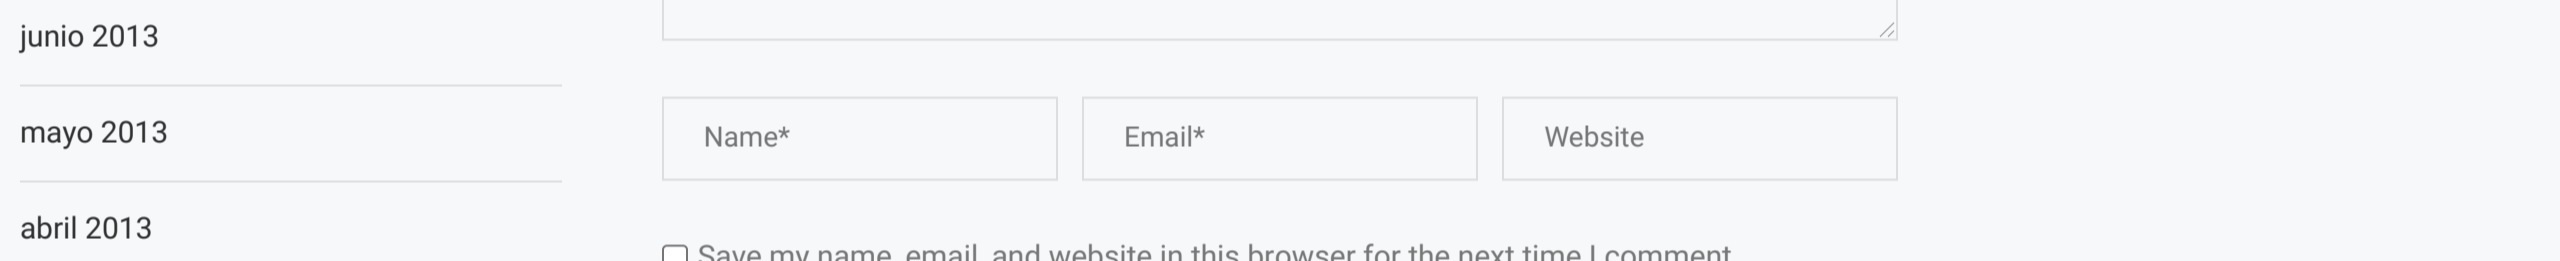 junio 2013
mayo 2013
abril 2013
Name*
Email*
Website
Save my name, email, and website in this browser for the next time I comment